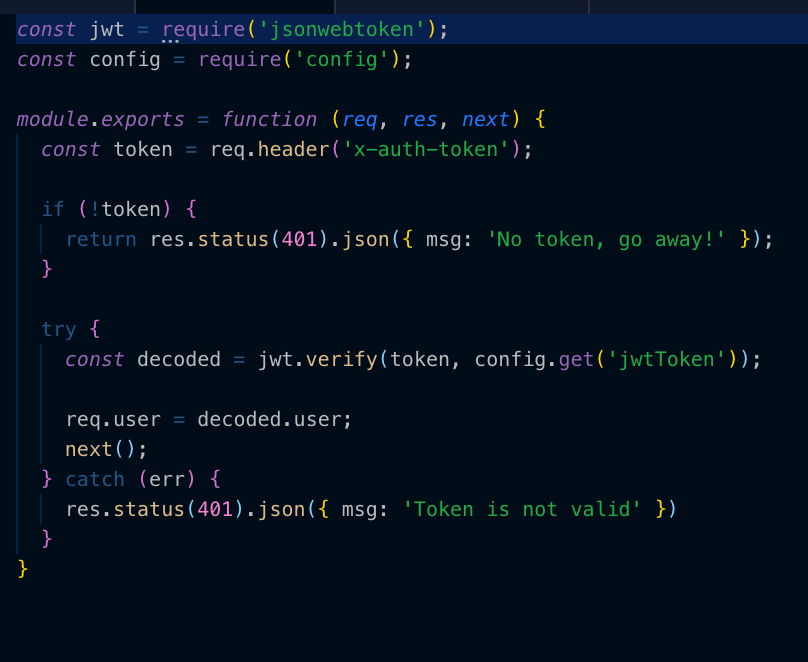 const jwt = require('jsonwebtoken');
const config = require('config');
module.exports = function (req, res, next) {
const token = req.header('x-auth-token');
if (!token) {
return res.status(401).json({ msg: 'No token, go away!' });
}
try {
const decoded = jwt.verify(token, config.get('jwtToken'));
req.user = decoded.user;
next();
} catch (err) {
res.status(401).json({ msg: 'Token is not valid' })
}
}